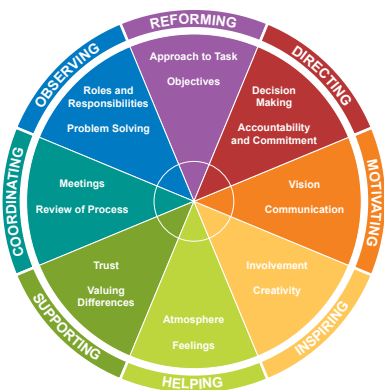 REFORMING
Approach to Task
Objectives
DIRECTING
Decision
Making
Accountability
and Commitment
MOTIVATING
Vision
Communication
INSPIRING
Involvement
Creativity
HELPING
Atmosphere
Feelings
SUPPORTING
Trust
Valuing
Differences
COORDINATING
Meetings
Review of Process
OBSERVING
Roles and
Responsibilities
Problem Solving